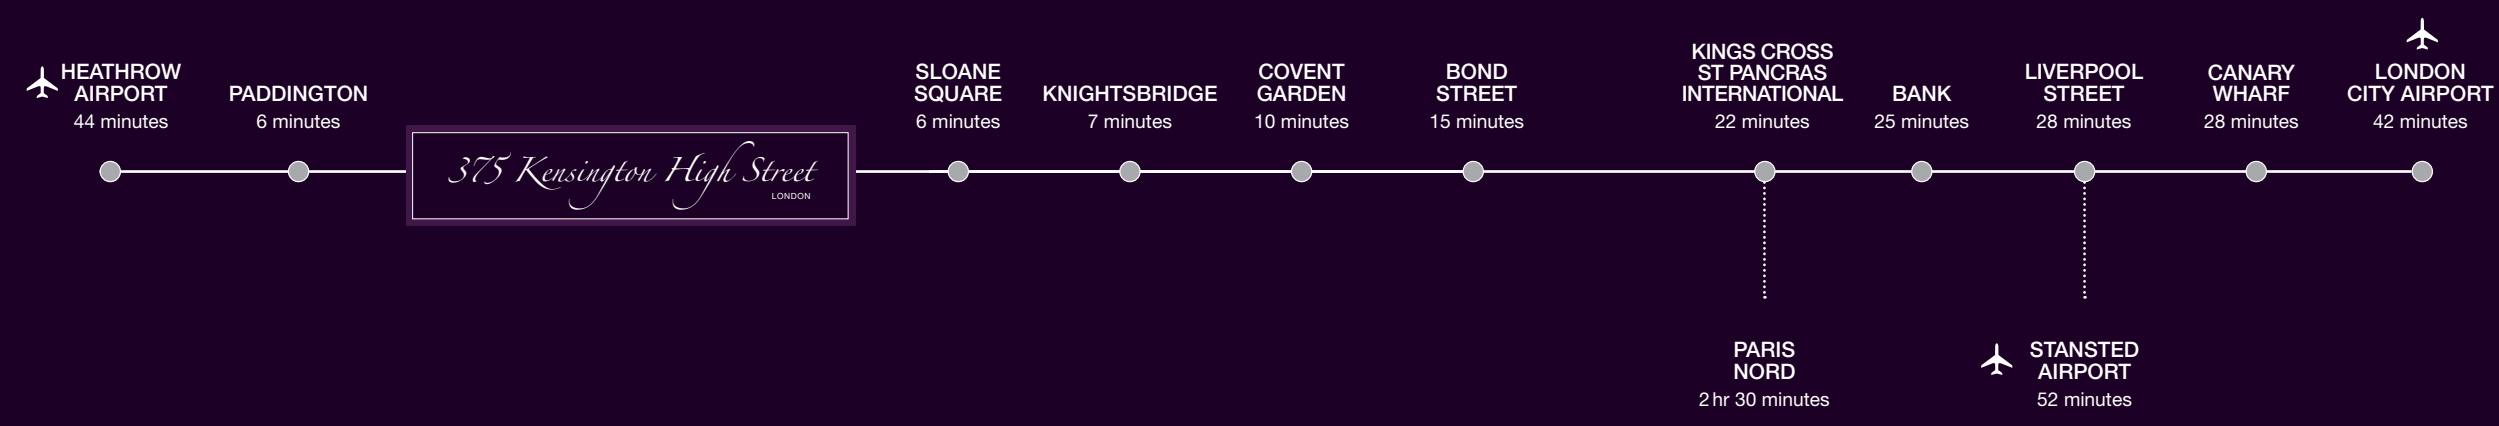 HEATHROW
AIRPORT
44 minutes
PADDINGTON
6 minutes
375 Kensington High Street
LONDON
SLOANE
SQUARE
6 minutes
KNIGHTSBRIDGE
7 minutes
COVENT
GARDEN
10 minutes
BOND
STREET
15 minutes
KINGS CROSS
ST PANCRAS
INTERNATIONAL
22 minutes
BANK
25 minutes
LIVERPOOL
STREET
28 minutes
CANARY
WHARF
28 minutes
LONDON
CITY AIRPORT
42 minutes
PARIS
NORD
2 hr 30 minutes
STANSTED
AIRPORT
52 minutes